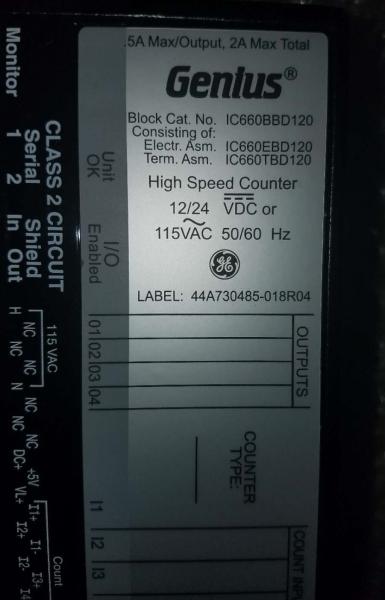 .5A Max/Output, 2A Max Total
Genius®
Block Cat. No. IC660BBD120
Consisting of:
Electr. Asm. IC660EBD120
Term. Asm. IC660TBD120
High Speed Counter
12/24 VDC or
115VAC 50/60 Hz
GE
LABEL: 44A730485-018R04
Unit
OK
I/O
Enabled
OUTPUTS
01
02
03
04
COUNTER
TYPE:
COUNT INP
I1
I2
I3
CLASS 2 CIRCUIT
Serial Shield
1 2 In Out
Monitor
115 VAC
H NC NC NC N NC NC DC+ +5V VL+
I1+ I1- I2+ I2- I3+ I4
Count